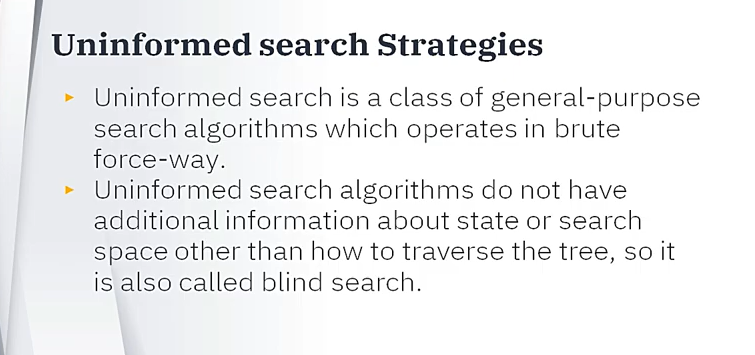 Uninformed search Strategies
Uninformed search is a class of general-purpose
search algorithms which operates in brute
force-way.
Uninformed search algorithms do not have
additional information about state or search
space other than how to traverse the tree, so it
is also called blind search.